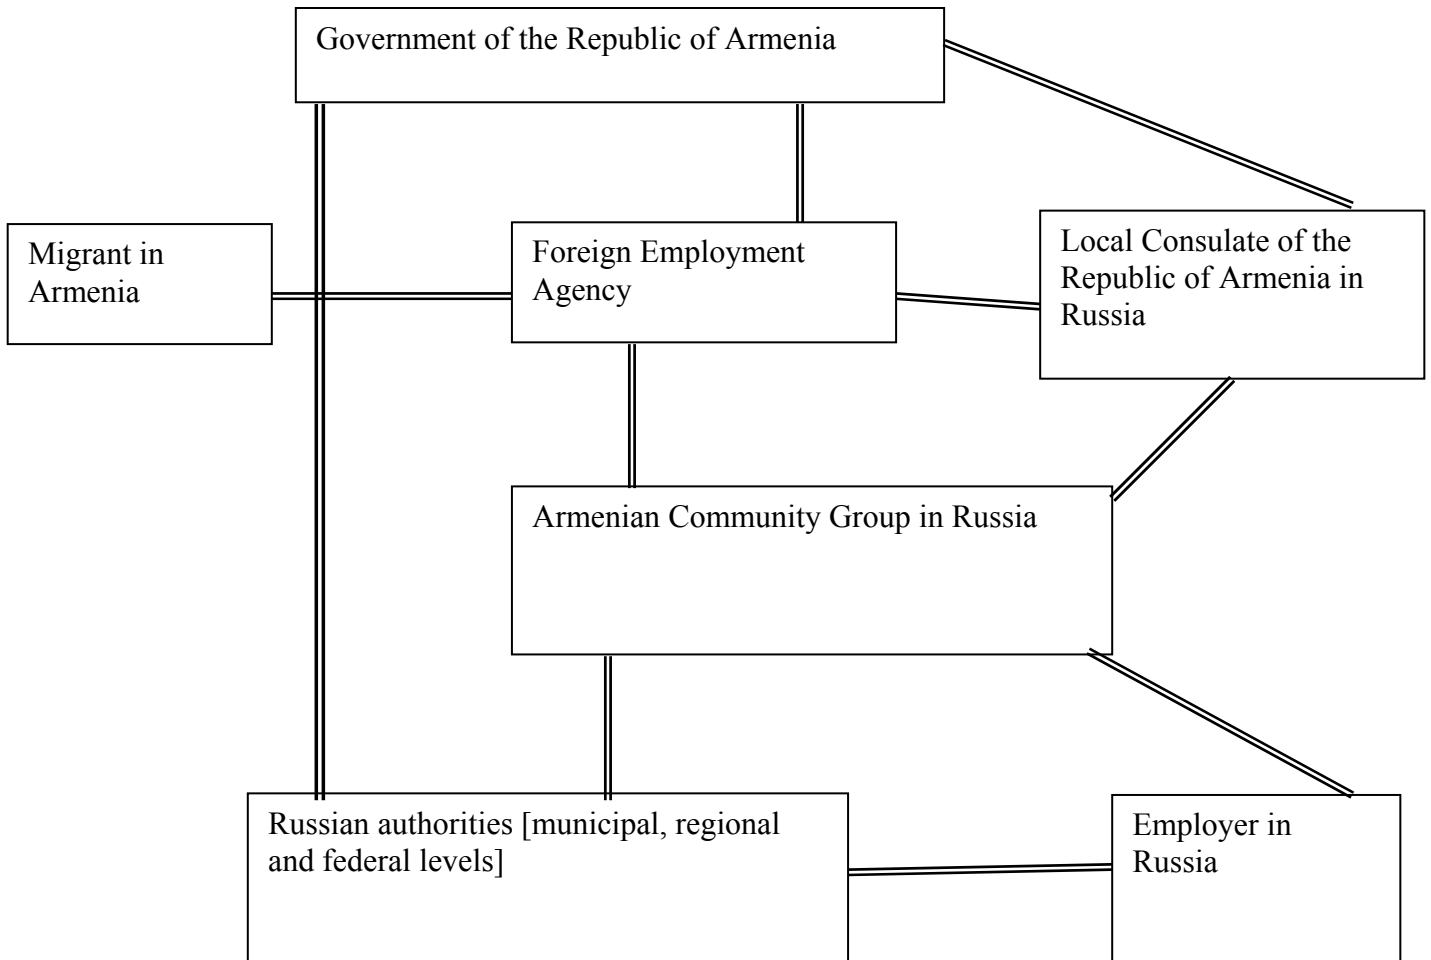 Government of the Republic of Armenia
Migrant in
Armenia
Foreign Employment
Agency
Local Consulate of the
Republic of Armenia in
Russia
Armenian Community Group in Russia
Russian authorities [municipal, regional
and federal levels]
Employer in
Russia